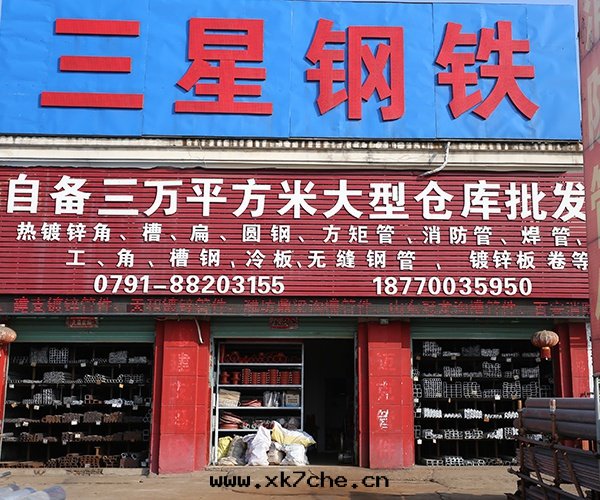 三星钢铁
自备三万平方米大型仓库批发
热镀锌角、槽、扁、圆钢、方矩管、消防管、焊管、
工、角、槽钢,冷板、无缝钢管、镀锌板卷等
0791-88203155 18770035950
www.xk7che.cn